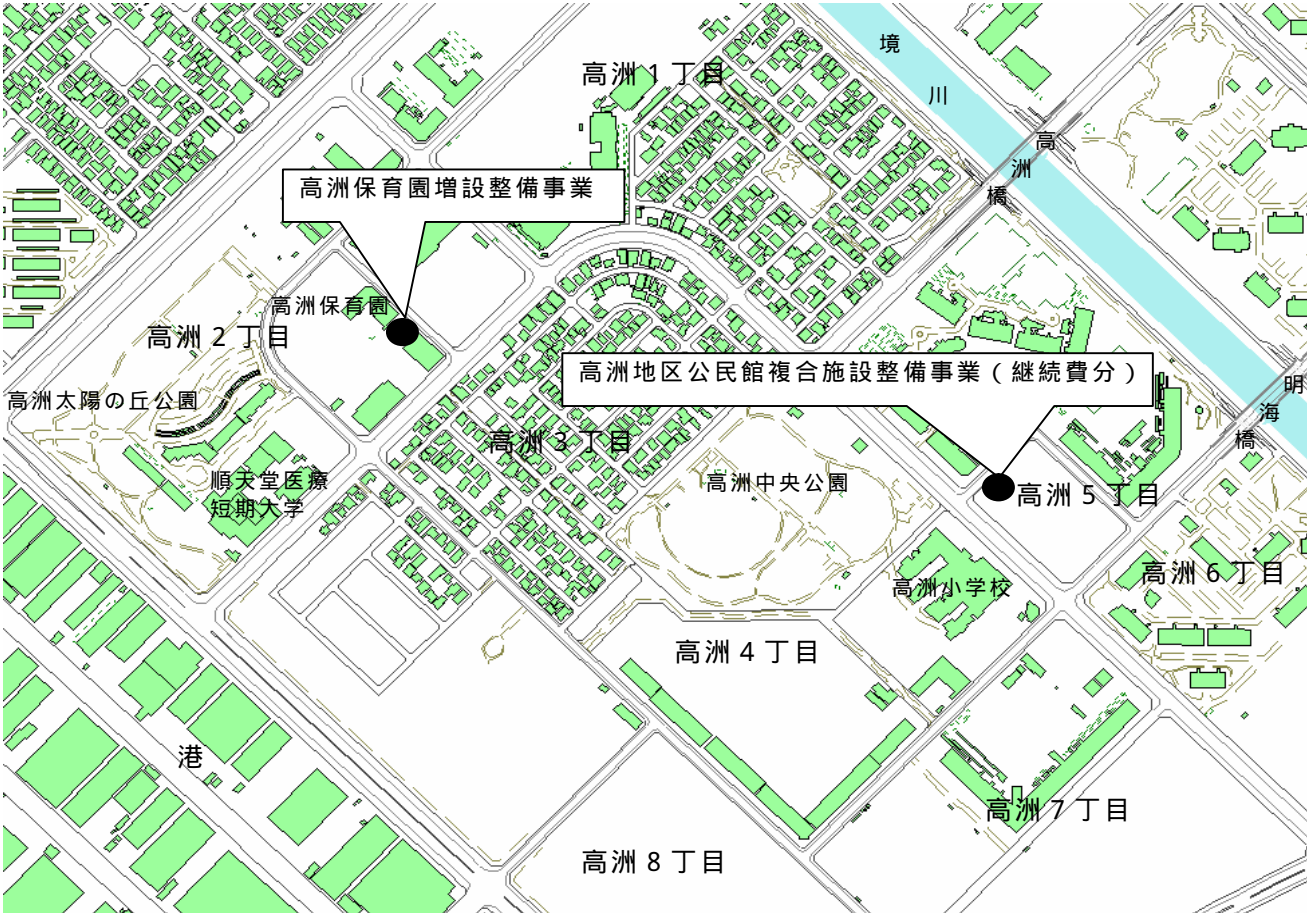 境川
高洲１丁目
高洲橋
高洲保育園増設整備事業
高洲保育園
高洲２丁目
高洲地区公民館複合施設整備事業（継続費分）
明海橋
高洲太陽の丘公園
高洲３丁目
順天堂医療
短期大学
高洲中央公園
高洲５丁目
高洲小学校
高洲６丁目
高洲４丁目
港
高洲７丁目
高洲８丁目